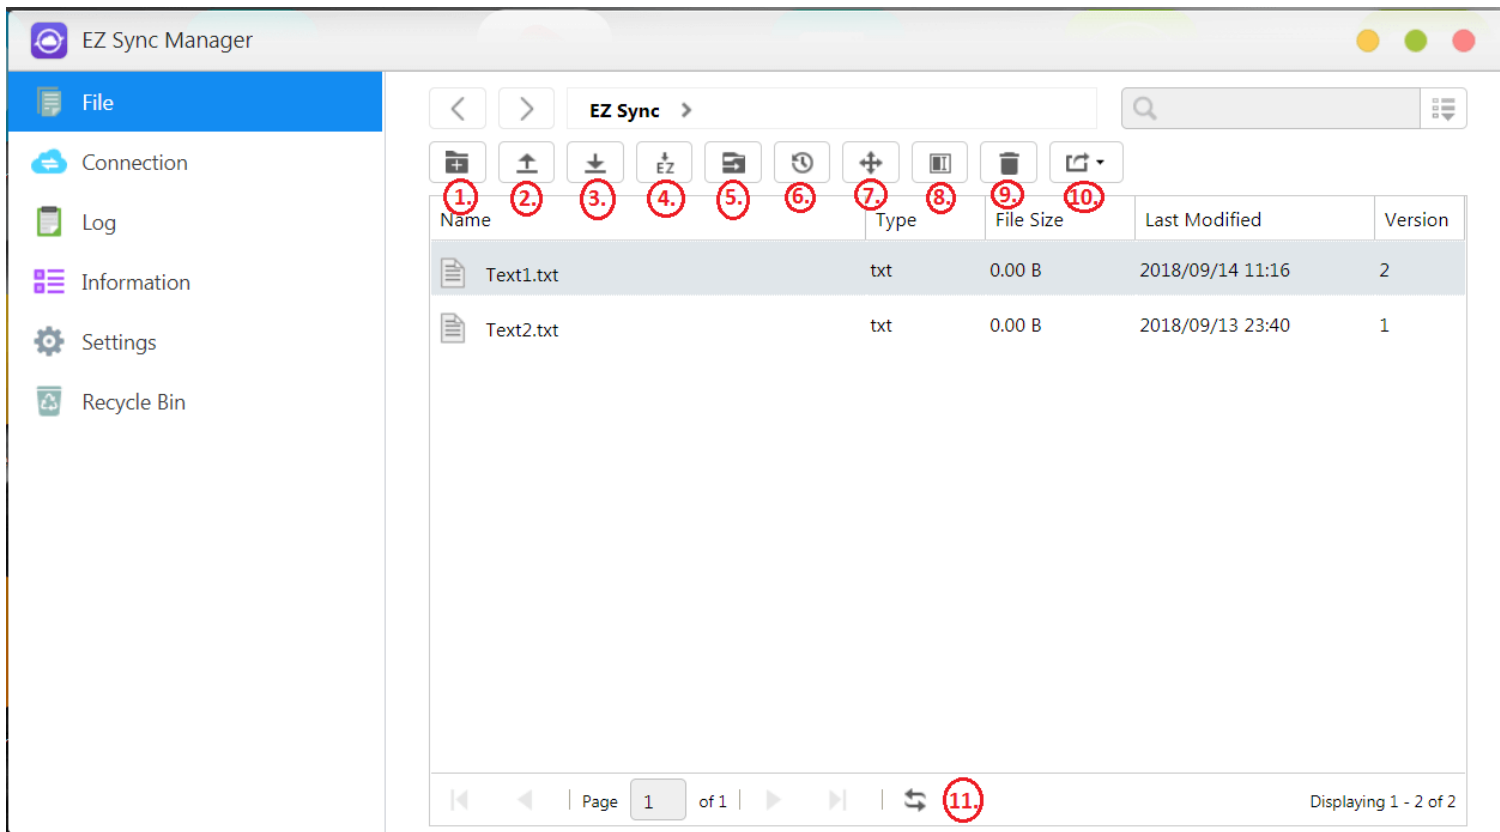 EZ Sync Manager
File
Connection
Log
Information
Settings
Recycle Bin
EZ Sync >
EZ
1. 2. 3. 4. 5. 6. 7. 8. 9. 10.
Name Type File Size Last Modified Version
Text1.txt txt 0.00 B 2018/09/14 11:16 2
Text2.txt txt 0.00 B 2018/09/13 23:40 1
Page 1 of 1 11. Displaying 1 - 2 of 2